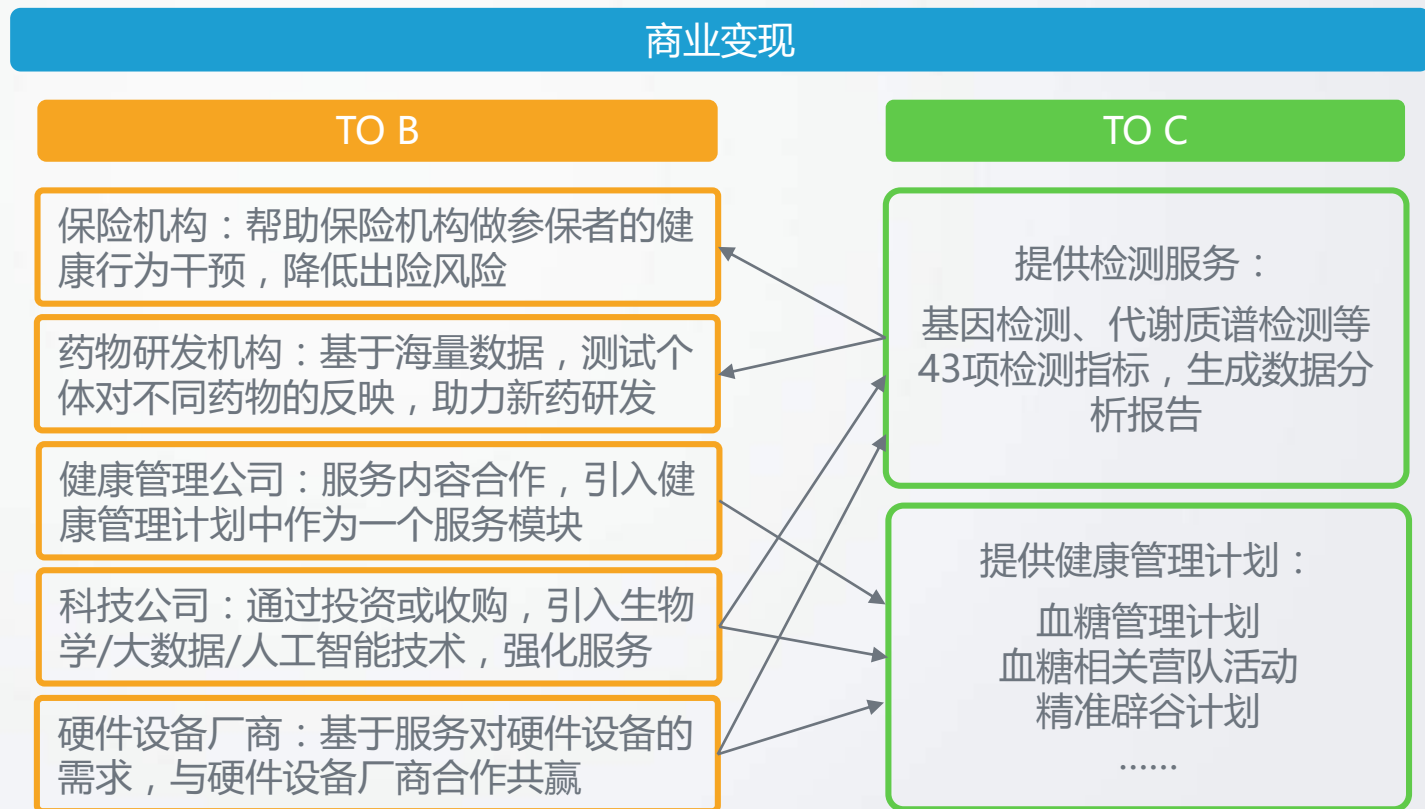 商业变现
TO B
保险机构：帮助保险机构做参保者的健
康行为干预，降低出险风险
药物研发机构：基于海量数据，测试个
体对不同药物的反映，助力新药研发
健康管理公司：服务内容合作，引入健
康管理计划中作为一个服务模块
科技公司：通过投资或收购，引入生物
学/大数据/人工智能技术，强化服务
硬件设备厂商：基于服务对硬件设备的
需求，与硬件设备厂商合作共赢
TO C
提供检测服务：
基因检测、代谢质谱检测等
43项检测指标，生成数据分
析报告
提供健康管理计划：
血糖管理计划
血糖相关营队活动
精准辟谷计划
……